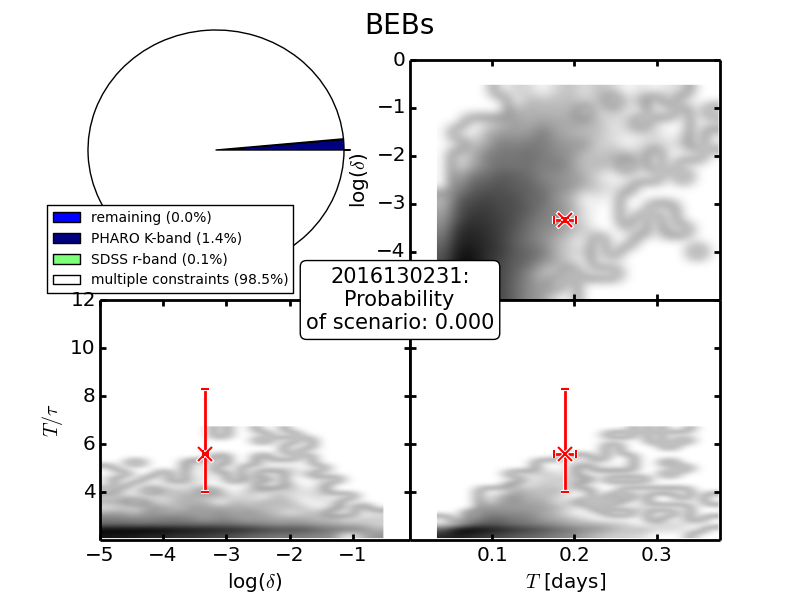 BEBs
remaining (0.0%)
PHARO K-band (1.4%)
SDSS r-band (0.1%)
multiple constraints (98.5%)
0
−1
−2
−3
−4
log(δ)
2016130231:
Probability
of scenario: 0.000
12
10
8
6
4
T/τ
−5
−4
−3
−2
−1
log(δ)
0.1
0.2
0.3
T [days]